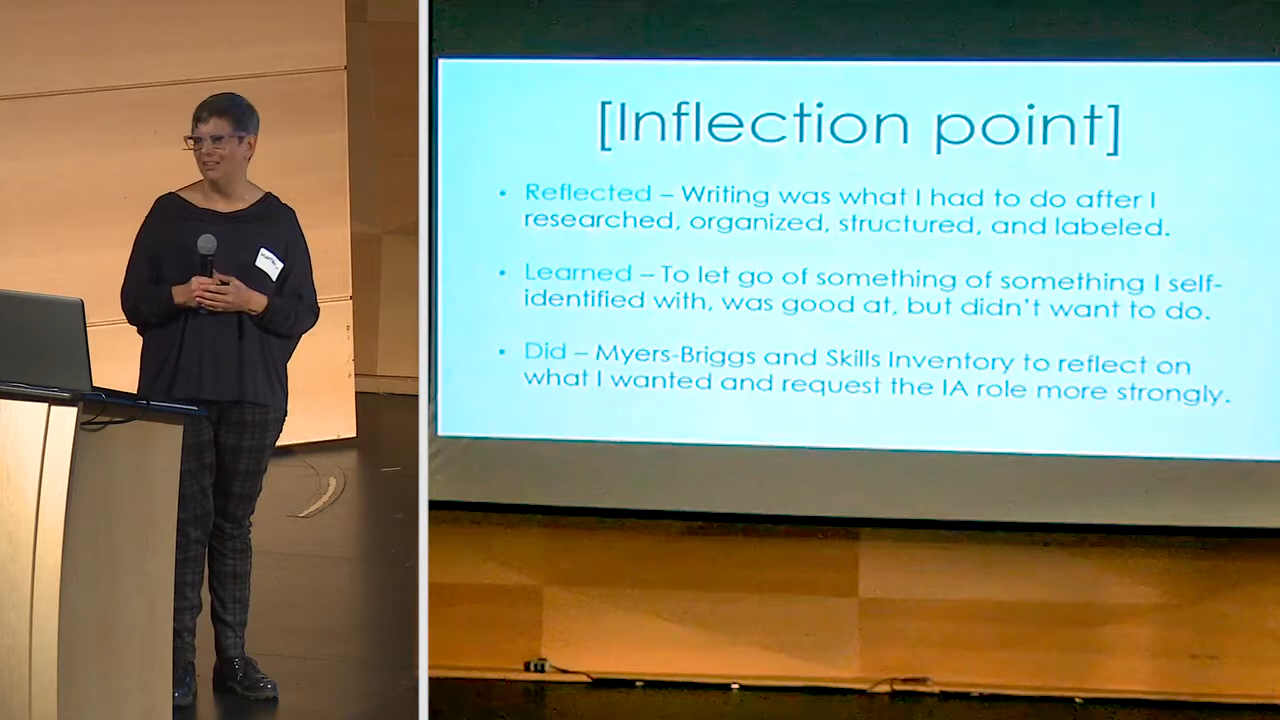 [Inflection point]
• Reflected – Writing was what I had to do after I
researched, organized, structured, and labeled.
• Learned – To let go of something of something I self-
identified with, was good at, but didn't want to do.
• Did – Myers-Briggs and Skills Inventory to reflect on
what I wanted and request the IA role more strongly.